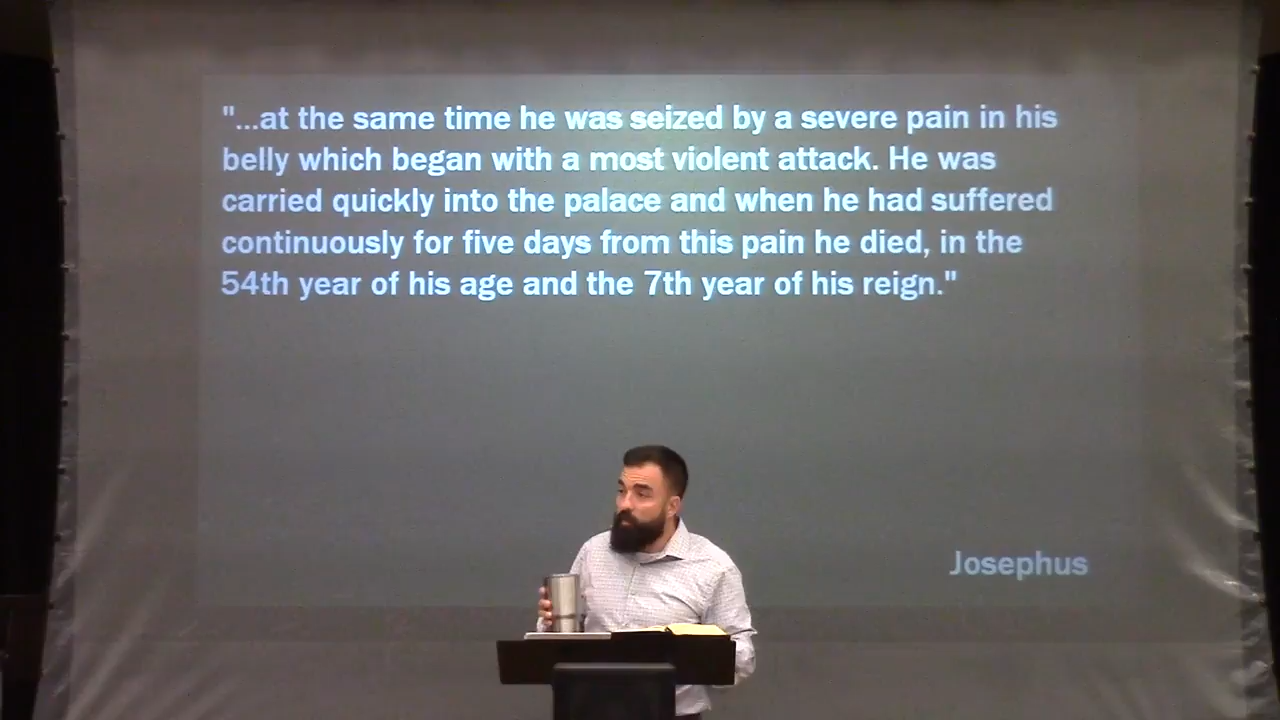 "...at the same time he was seized by a severe pain in his
belly which began with a most violent attack. He was
carried quickly into the palace and when he had suffered
continuously for five days from this pain he died, in the
54th year of his age and the 7th year of his reign."
Josephus